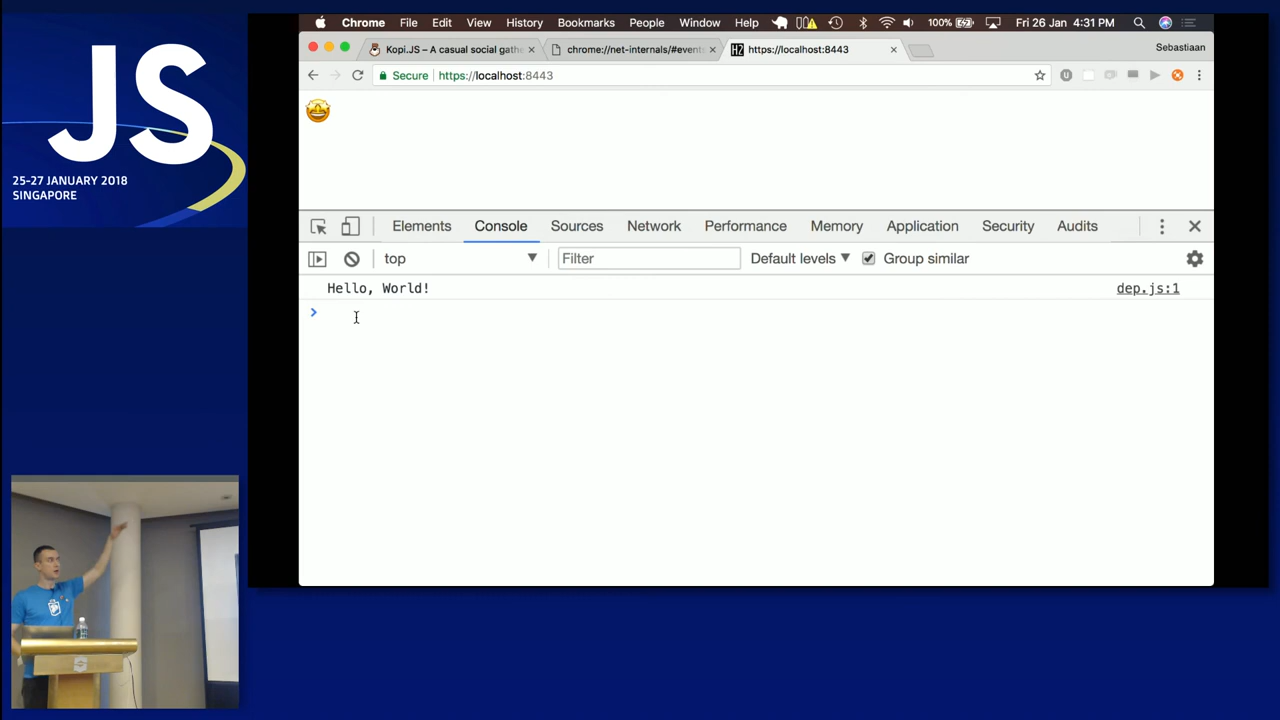 JS
25-27 JANUARY 2018
SINGAPORE
Chrome File Edit View History Bookmarks People Window Help 100% Fri 26 Jan 4:31 PM
Kopi.JS – A casual social gathe
chrome://net-internals/#event
https://localhost:8443
Sebastiaan
Secure https://localhost:8443
Elements Console Sources Network Performance Memory Application Security Audits
top Filter Default levels Group similar
Hello, World! dep.js:1